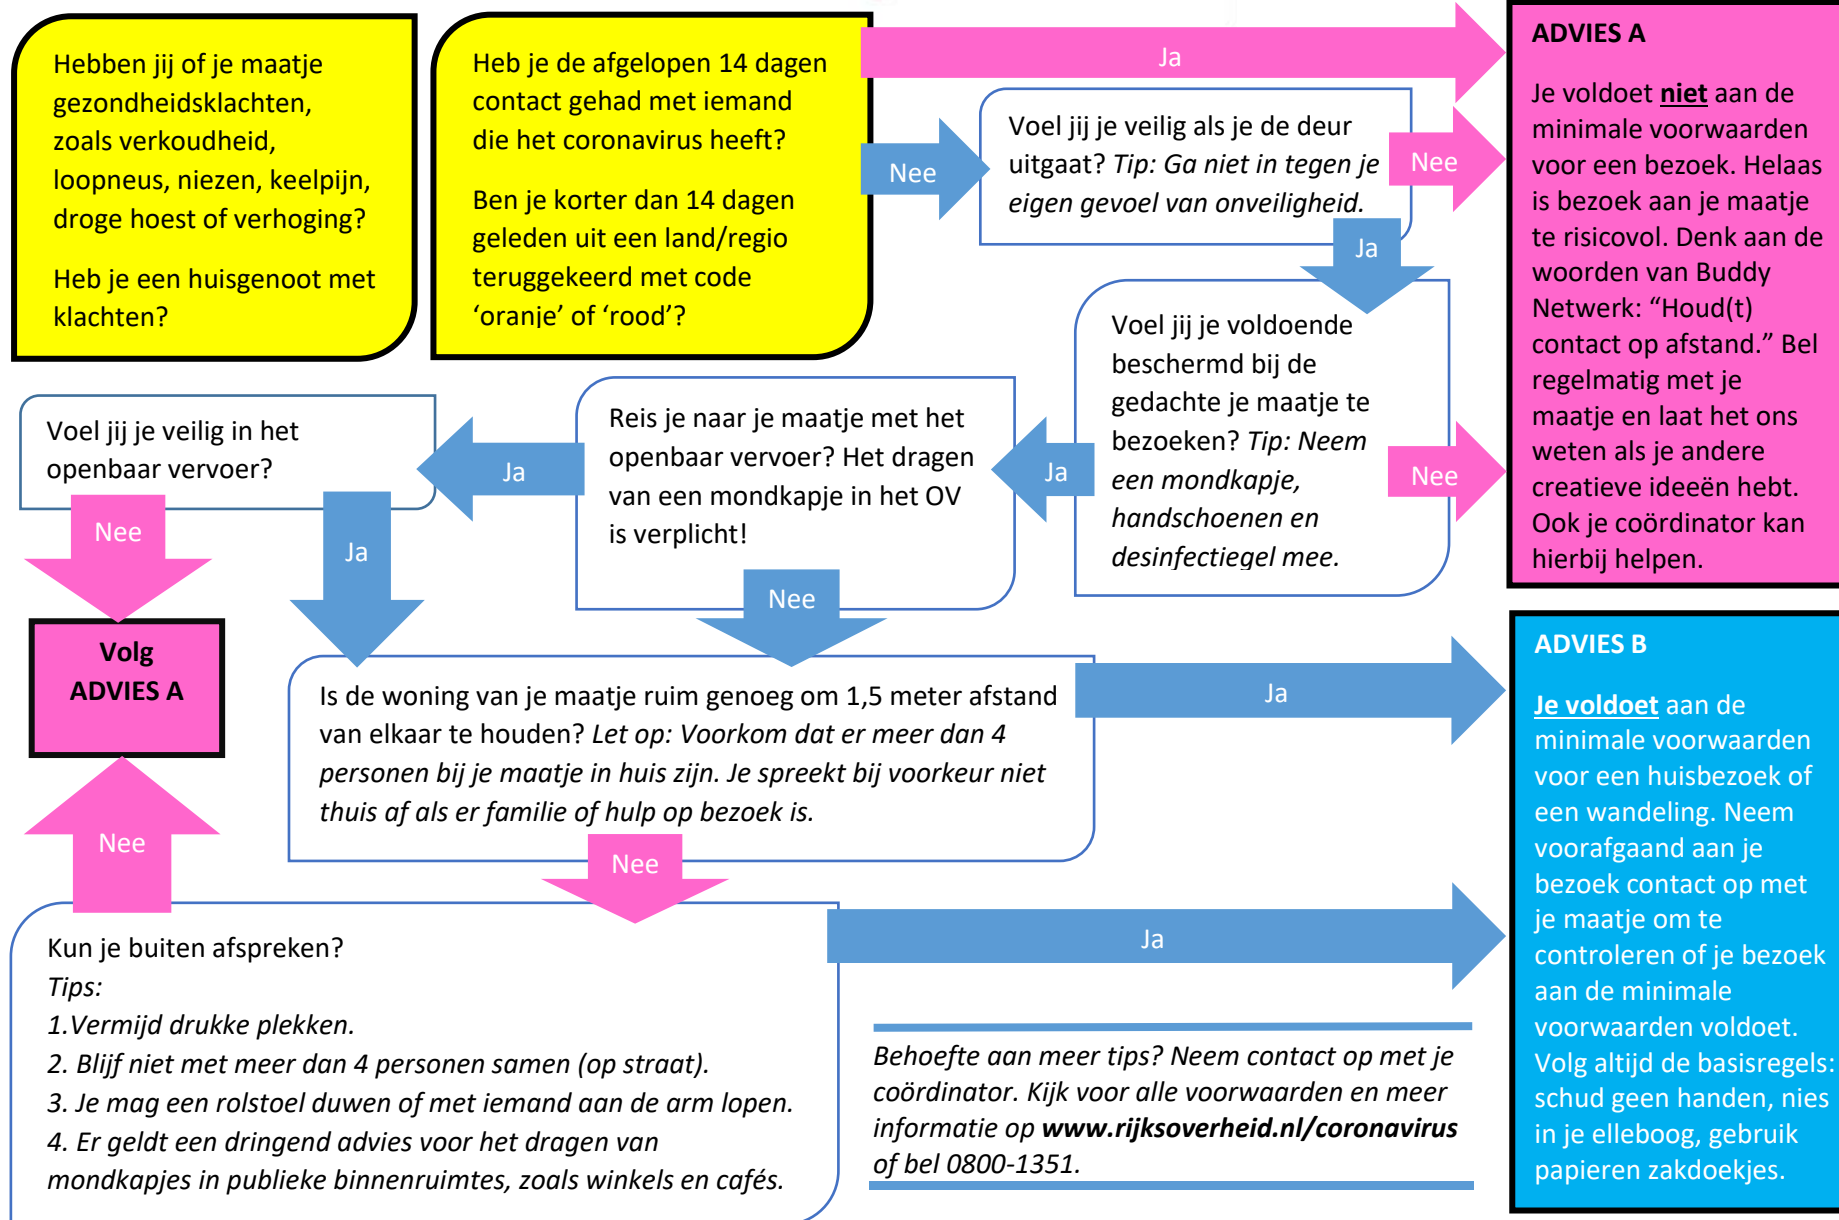 Hebben jij of je maatje
gezondheidsklachten,
zoals verkoudheid,
loopneus, niezen, keelpijn,
droge hoest of verhoging?
Heb je een huisgenoot met
klachten?
Heb je de afgelopen 14 dagen
contact gehad met iemand
die het coronavirus heeft?
Ben je korter dan 14 dagen
geleden uit een land/regio
teruggekeerd met code
‘oranje’ of ‘rood’?
Ja
Nee
Voel jij je veilig als je de deur
uitgaat? Tip: Ga niet in tegen je
eigen gevoel van onveiligheid.
Nee
Ja
ADVIES A
Je voldoet niet aan de
minimale voorwaarden
voor een bezoek. Helaas
is bezoek aan je maatje
te risicovol. Denk aan de
woorden van Buddy
Netwerk: “Houd(t)
contact op afstand.” Bel
regelmatig met je
maatje en laat het ons
weten als je andere
creatieve ideeën hebt.
Ook je coördinator kan
hierbij helpen.
Voel jij je voldoende
beschermd bij de
gedachte je maatje te
bezoeken? Tip: Neem
een mondkapje,
handschoenen en
desinfectiegel mee.
Nee
Ja
Reis je naar je maatje met het
openbaar vervoer? Het dragen
van een mondkapje in het OV
is verplicht!
Ja
Nee
Voel jij je veilig in het
openbaar vervoer?
Nee
Ja
Volg
ADVIES A
Is de woning van je maatje ruim genoeg om 1,5 meter afstand
van elkaar te houden? Let op: Voorkom dat er meer dan 4
personen bij je maatje in huis zijn. Je spreekt bij voorkeur niet
thuis af als er familie of hulp op bezoek is.
Ja
Nee
Nee
Kun je buiten afspreken?
Tips:
1.Vermijd drukke plekken.
2. Blijf niet met meer dan 4 personen samen (op straat).
3. Je mag een rolstoel duwen of met iemand aan de arm lopen.
4. Er geldt een dringend advies voor het dragen van
mondkapjes in publieke binnenruimtes, zoals winkels en cafés.
Ja
Behoefte aan meer tips? Neem contact op met je
coördinator. Kijk voor alle voorwaarden en meer
informatie op www.rijksoverheid.nl/coronavirus
of bel 0800-1351.
ADVIES B
Je voldoet aan de
minimale voorwaarden
voor een huisbezoek of
een wandeling. Neem
voorafgaand aan je
bezoek contact op met
je maatje om te
controleren of je bezoek
aan de minimale
voorwaarden voldoet.
Volg altijd de basisregels:
schud geen handen, nies
in je elleboog, gebruik
papieren zakdoekjes.